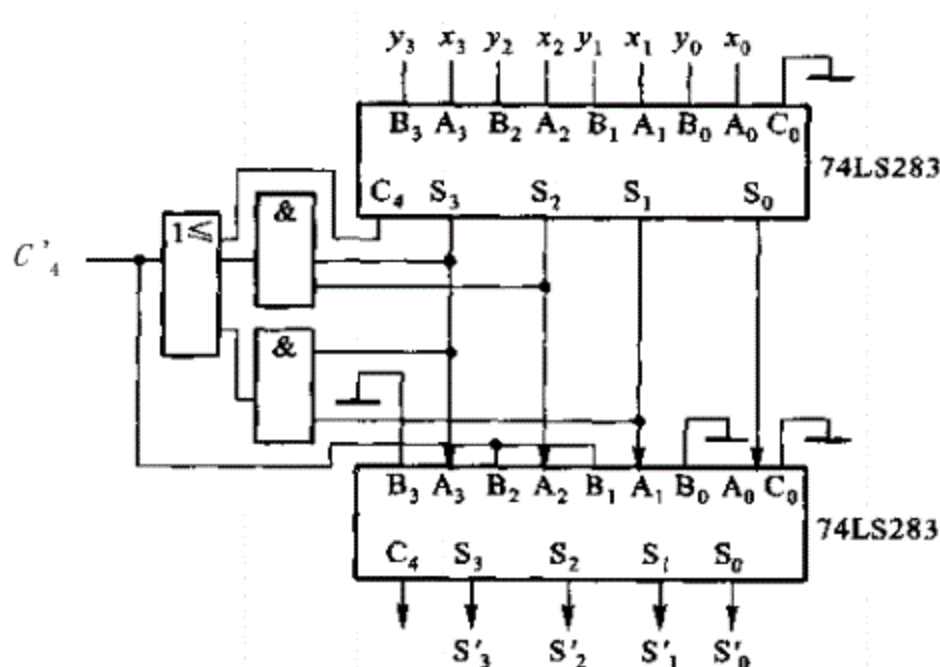 y₃ x₃ y₂ x₂ y₁ x₁ y₀ x₀
B₃ A₃ B₂ A₂ B₁ A₁ B₀ A₀ C₀
74LS283
C₄ S₃ S₂ S₁ S₀
&
1≤
C'₄
&
B₃ A₃ B₂ A₂ B₁ A₁ B₀ A₀ C₀
74LS283
C₄ S₃ S₂ S₁ S₀
S'₃ S'₂ S'₁ S'₀